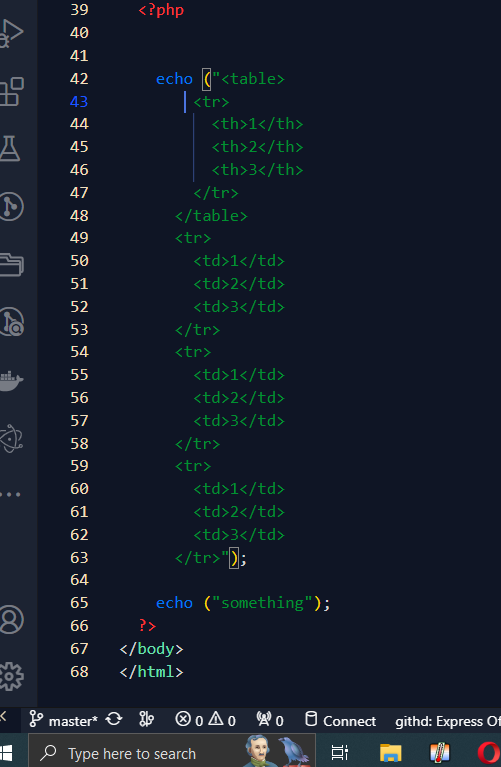 39 <?php
40
41
42 echo ("<table>
43 <tr>
44 <th>1</th>
45 <th>2</th>
46 <th>3</th>
47 </tr>
48 </table>
49 <tr>
50 <td>1</td>
51 <td>2</td>
52 <td>3</td>
53 </tr>
54 <tr>
55 <td>1</td>
56 <td>2</td>
57 <td>3</td>
58 </tr>
59 <tr>
60 <td>1</td>
61 <td>2</td>
62 <td>3</td>
63 </tr>");
64
65 echo ("something");
66 ?>
67 </body>
68 </html>
master* 0 0 0 Connect githd: Express Of
Type here to search